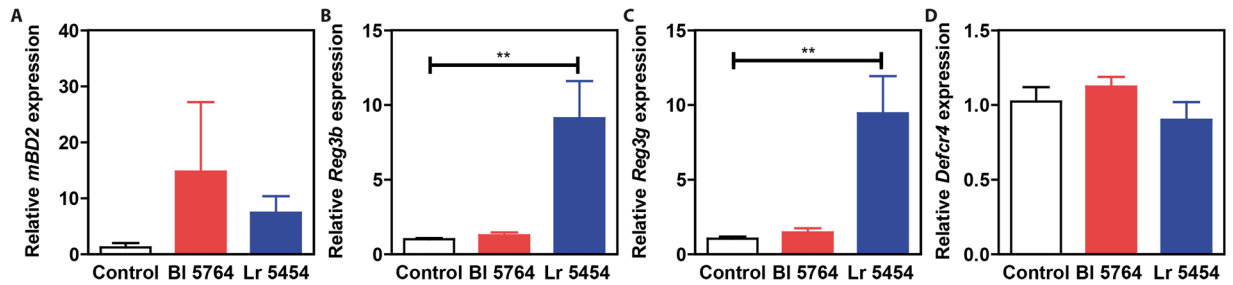 A
Relative mBD2 expression
40
30
20
10
0
Control Bl 5764 Lr 5454
B
Relative Reg3b espression
15
10
5
0
**
Control Bl 5764 Lr 5454
C
Relative Reg3g expression
15
10
5
0
**
Control Bl 5764 Lr 5454
D
Relative Defcr4 expression
1.5
1.0
0.5
0.0
Control Bl 5764 Lr 5454